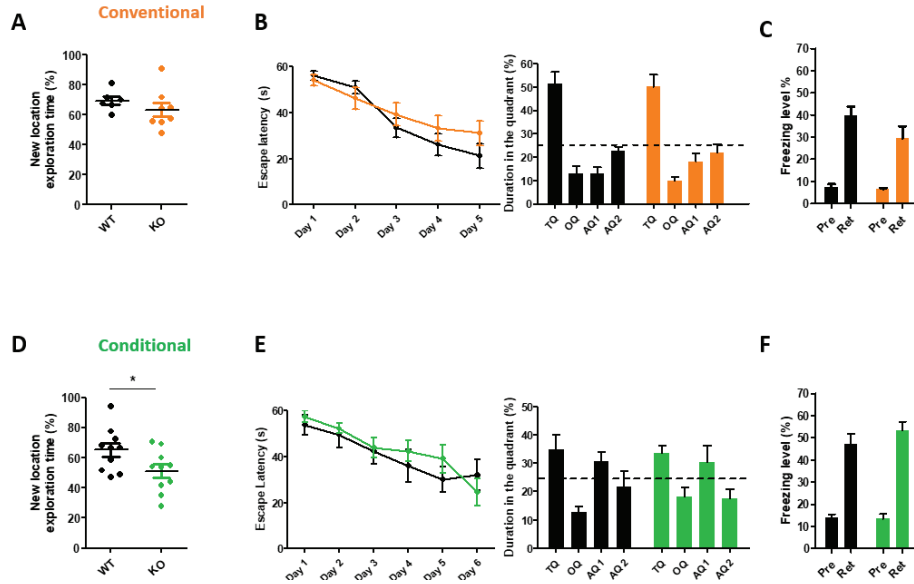 Conventional
A
B
C
New location
exploration time (%)
100
80
60
40
20
0
WT
KO
Escape latency (s)
60
40
20
0
Day 1
Day 2
Day 3
Day 4
Day 5
Duration in the quadrant (%)
60
50
40
30
20
10
0
TQ
OQ
AQ1
AQ2
TQ
OQ
AQ1
AQ2
Freezing level %
70
60
50
40
30
20
10
0
Pre
Ret
Pre
Ret
D
Conditional
E
F
*
New location
exploration time (%)
100
80
60
40
20
0
WT
KO
Escape Latency (s)
60
40
20
0
Day 1
Day 2
Day 3
Day 4
Day 5
Day 6
Duration in the quadrant (%)
50
40
30
20
10
0
TQ
OQ
AQ1
AQ2
TQ
OQ
AQ1
AQ2
Freezing level (%)
70
60
50
40
30
20
10
0
Pre
Ret
Pre
Ret